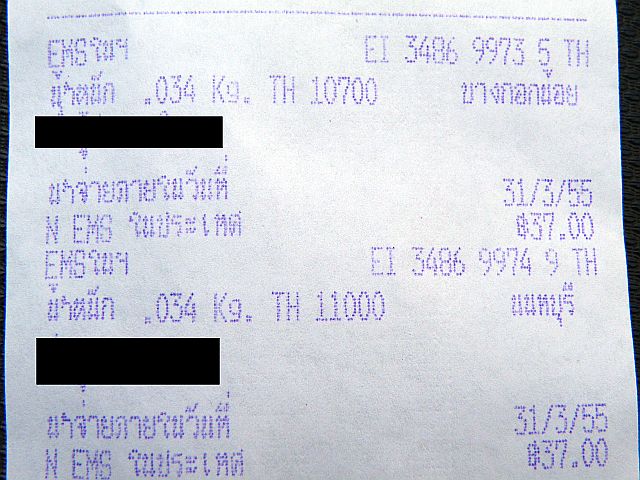 EMSในฯ EI 3486 9973 5 TH
น้ำหนัก .034 Kg. TH 10700 บางกอกน้อย
นำจ่ายภายในวันที่ 31/3/55
N EMS ในประเทศ ฿37.00
EMSในฯ EI 3486 9974 9 TH
น้ำหนัก .034 Kg. TH 11000 นนทบุรี
นำจ่ายภายในวันที่ 31/3/55
N EMS ในประเทศ ฿37.00